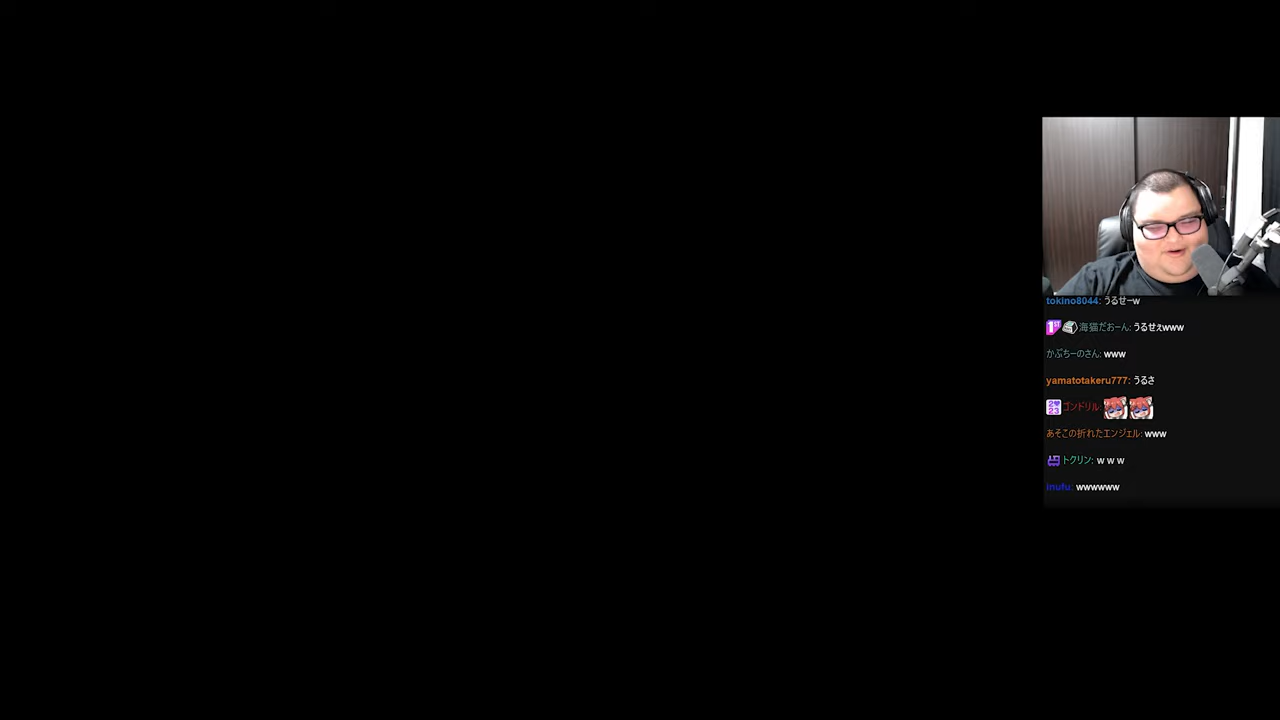 tokino8044: うるせーw
海猫だおーん: うるせぇwww
かぷちーのさん: www
yamatotakeru777: うるさ
ゴンドリル:
あそこの折れたエンジェル: www
トクリン: w w w
inufu: wwwwww